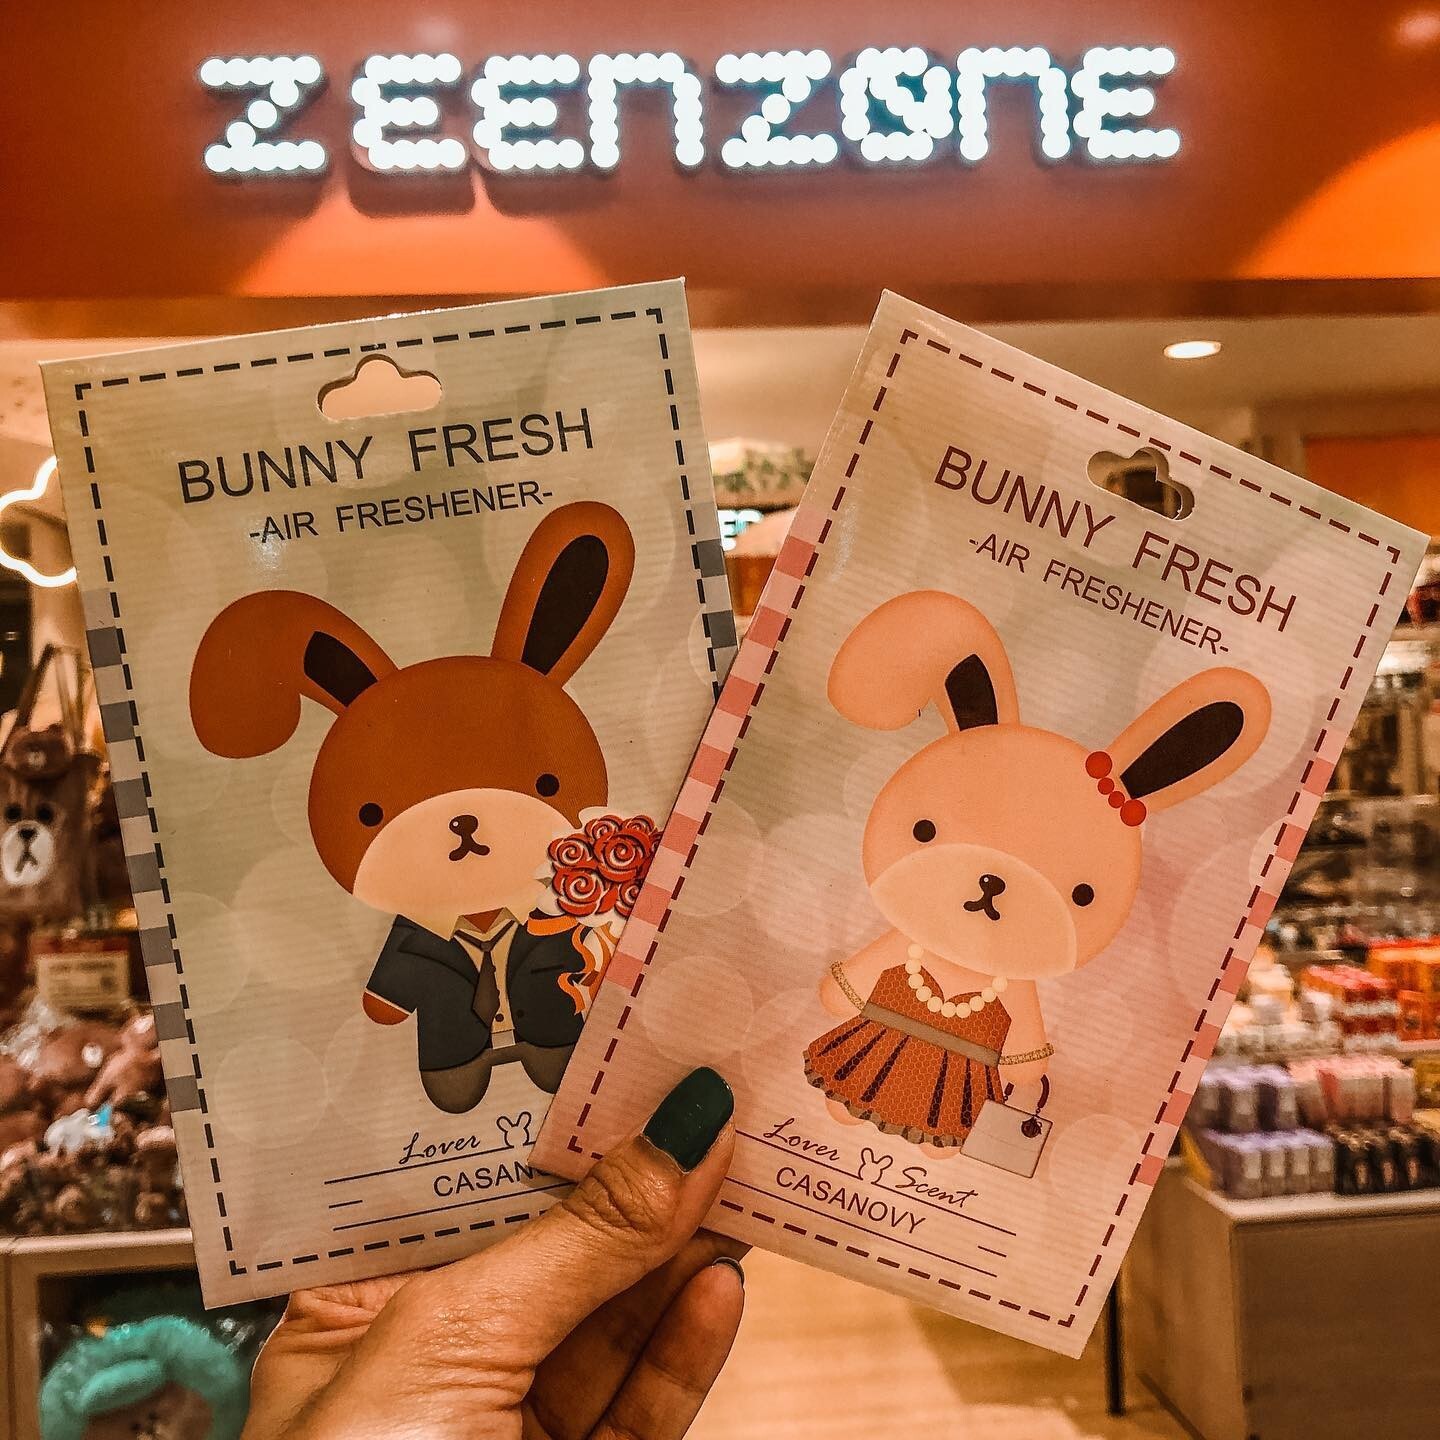 ZEENZONE
BUNNY FRESH
-AIR FRESHENER-
Lover
BUNNY FRESH
-AIR FRESHENER-
Lover Scent
CASANOVY